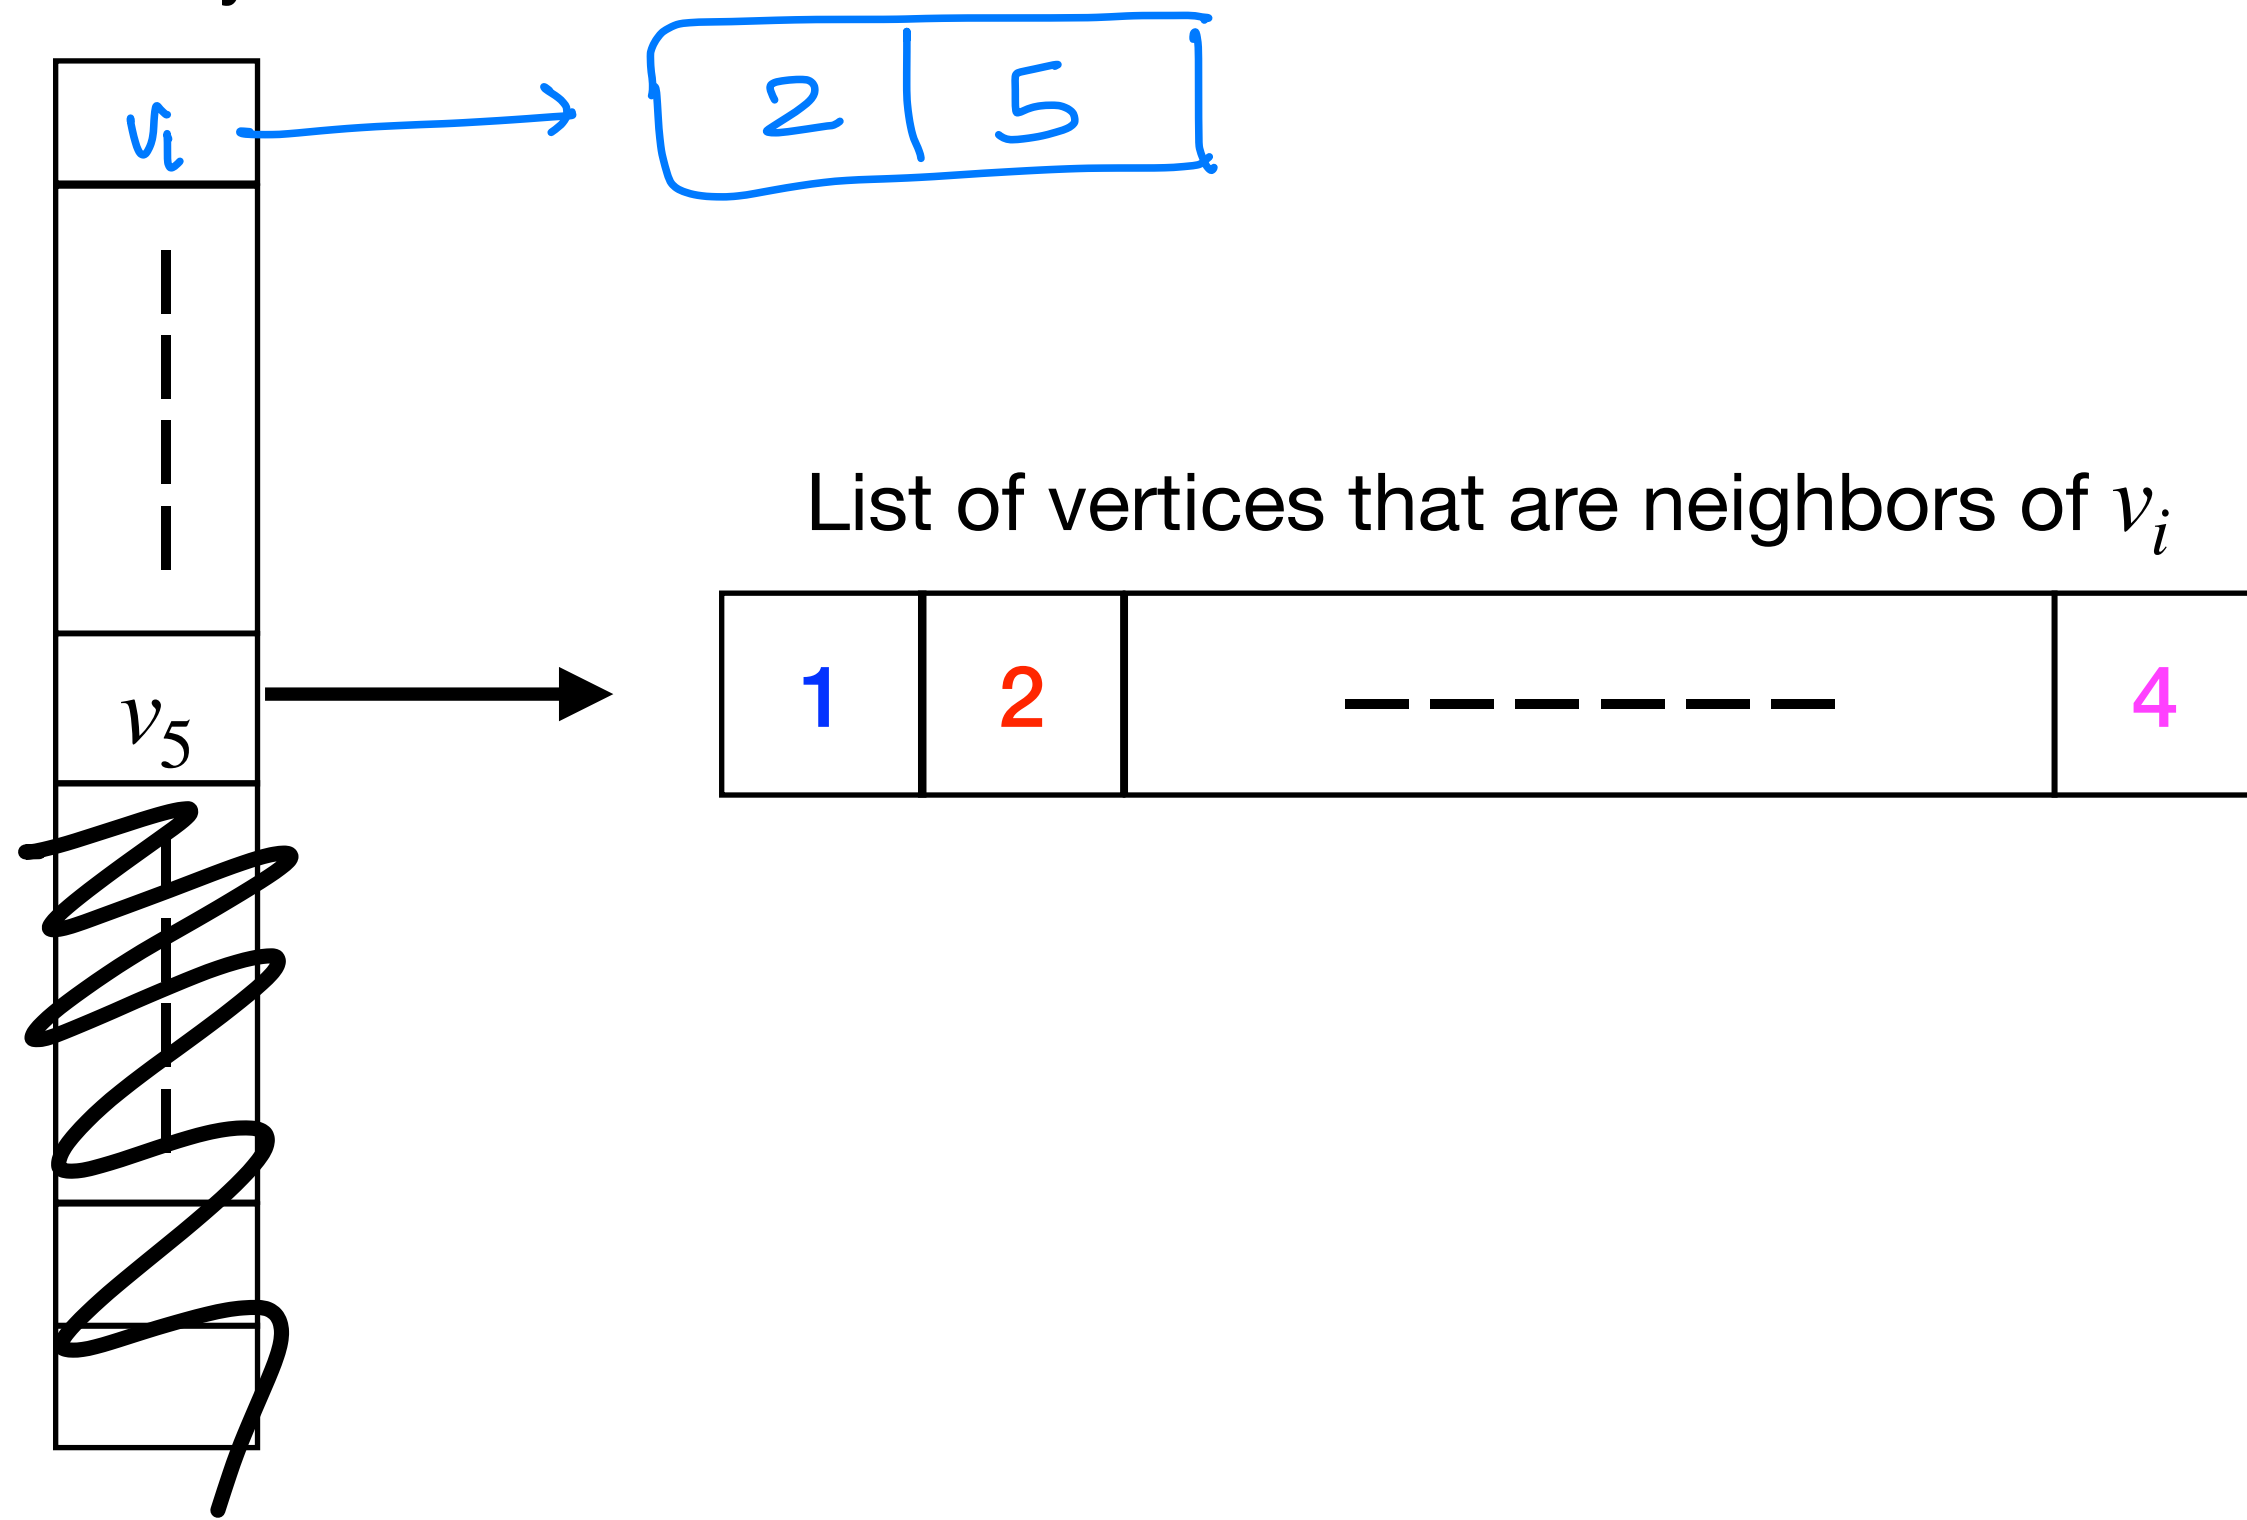 vi 2 5
List of vertices that are neighbors of vi
v5 1 2 4